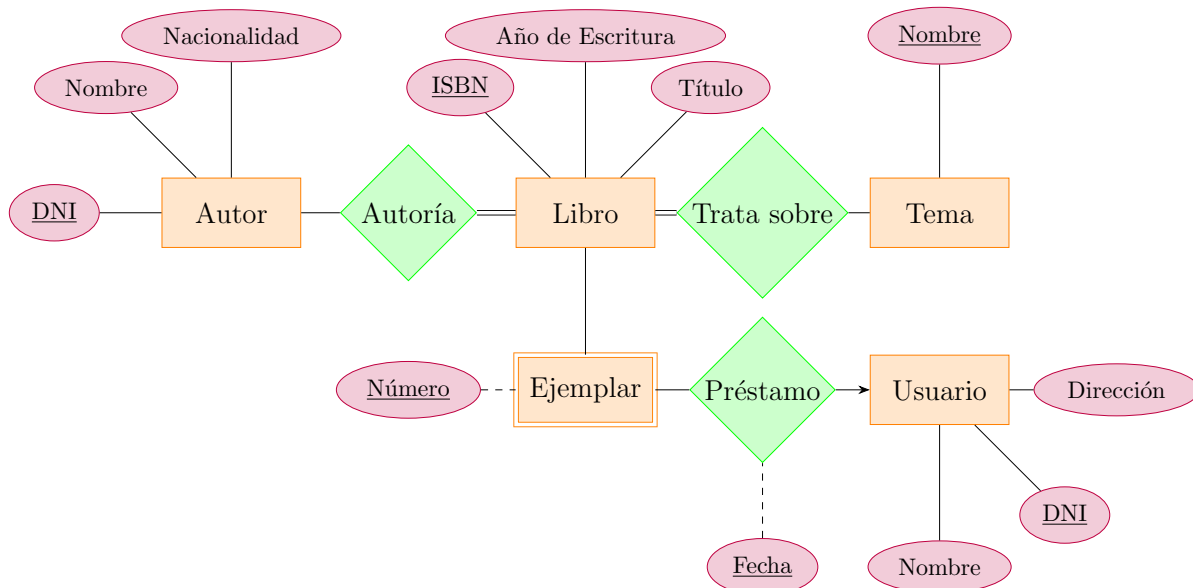 Nacionalidad
Año de Escritura
Nombre
Nombre
ISBN
Título
DNI
Autor
Autoría
Libro
Trata sobre
Tema
Número
Ejemplar
Préstamo
Usuario
Dirección
DNI
Fecha
Nombre